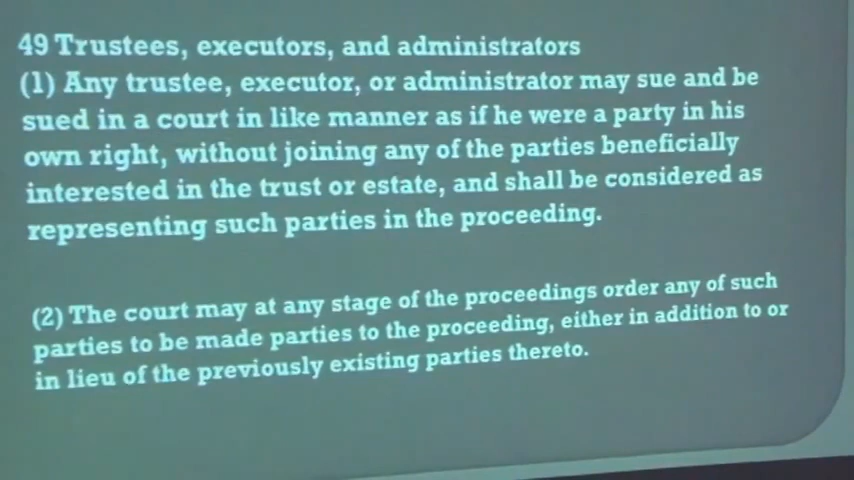 49 Trustees, executors, and administrators
(1) Any trustee, executor, or administrator may sue and be
sued in a court in like manner as if he were a party in his
own right, without joining any of the parties beneficially
interested in the trust or estate, and shall be considered as
representing such parties in the proceeding.
(2) The court may at any stage of the proceedings order any of such
parties to be made parties to the proceeding, either in addition to or
in lieu of the previously existing parties thereto.